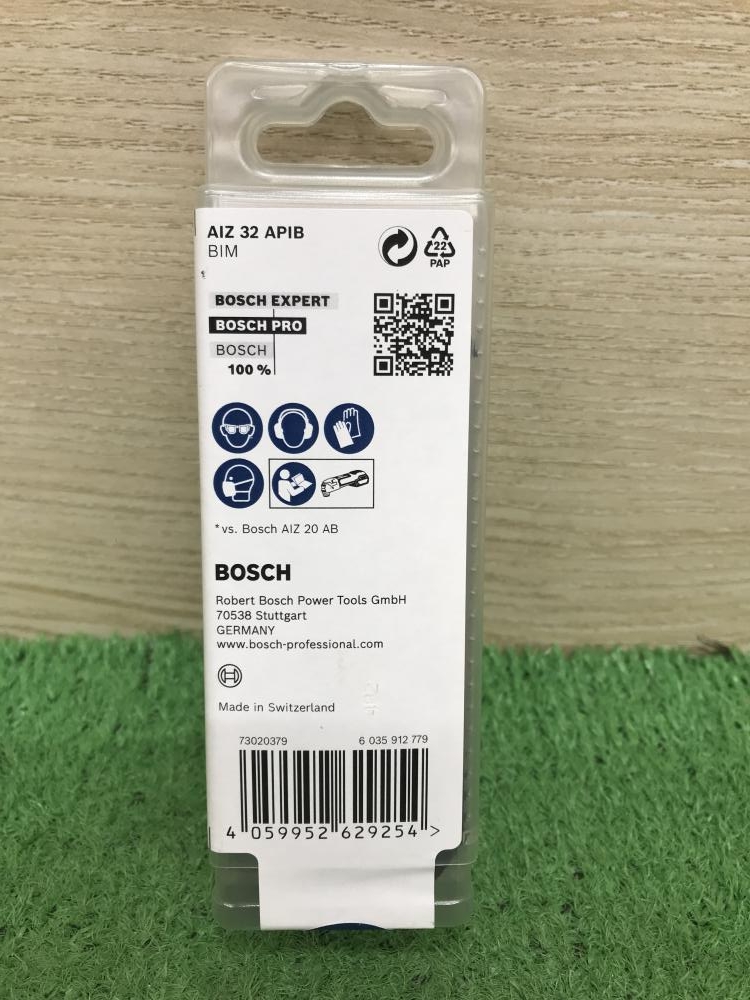 AIZ 32 APIB
BIM
22
PAP
BOSCH EXPERT
BOSCH PRO
BOSCH
100 %
* vs. Bosch AIZ 20 AB
BOSCH
Robert Bosch Power Tools GmbH
70538 Stuttgart
GERMANY
www.bosch-professional.com
Made in Switzerland
73020379 6 035 912 779
4 059952 629254 >